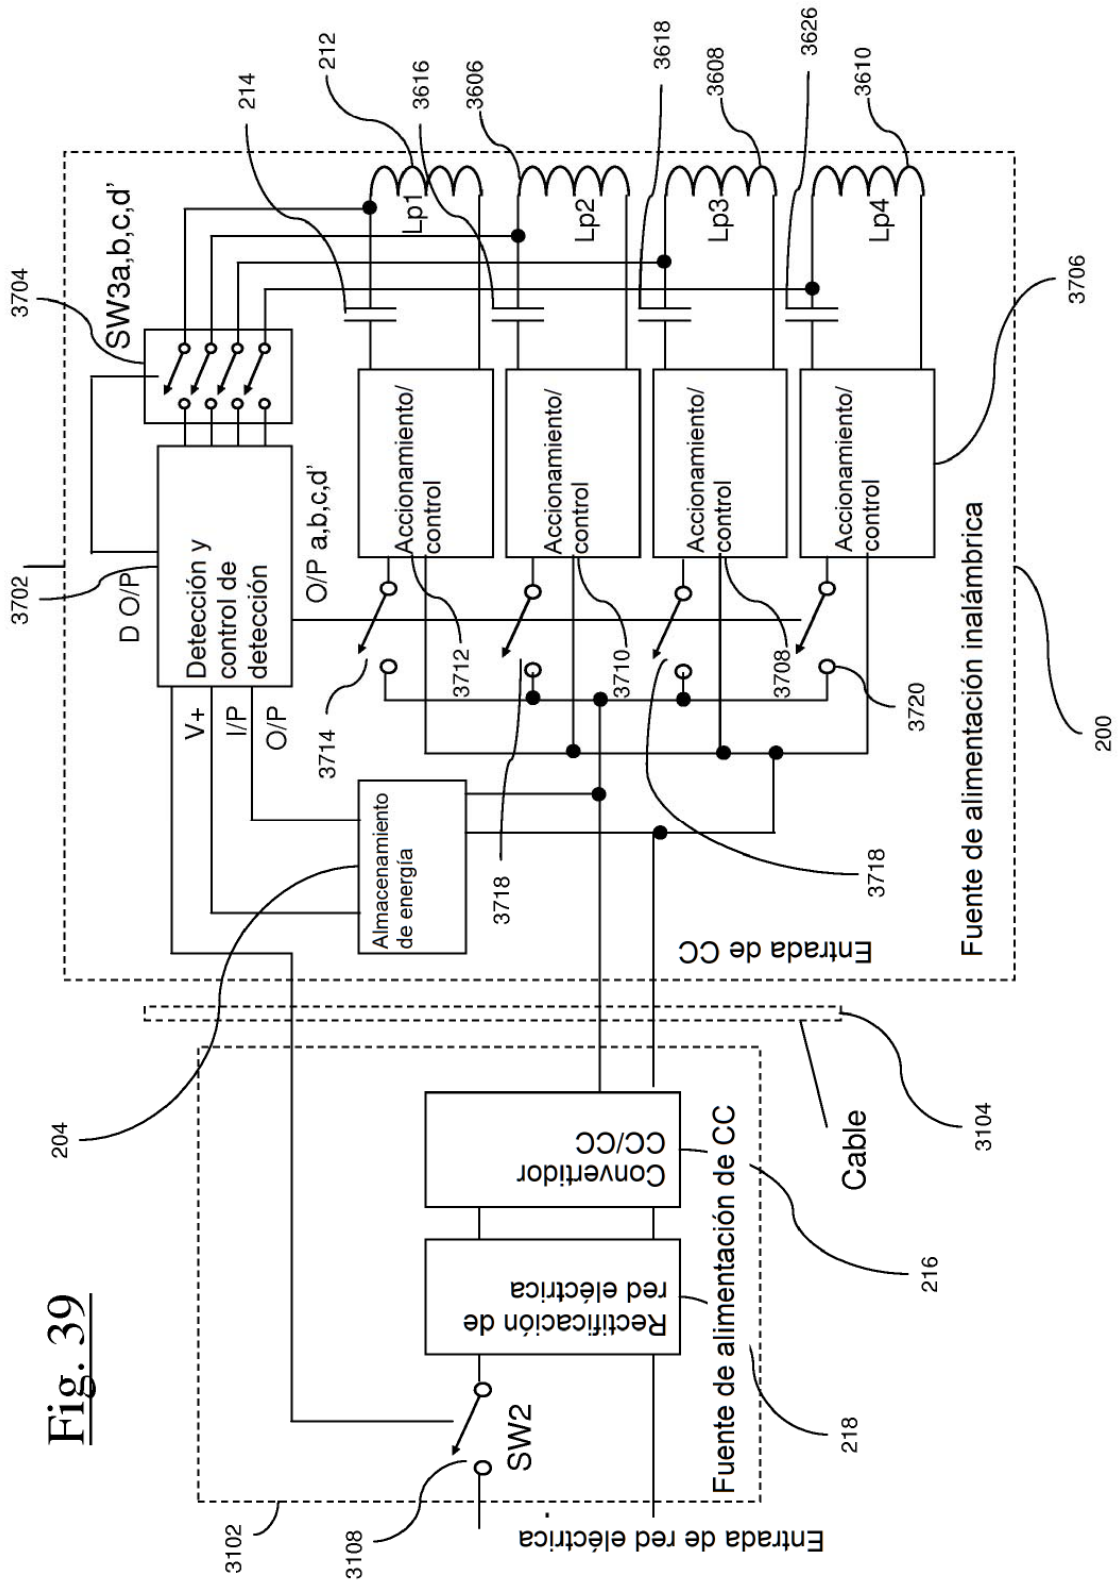 Fig. 39
3102
3108
SW2
Entrada de red eléctrica
Rectificación de
red eléctrica
Convertidor
CC/CC
Fuente de alimentación de CC
218
216
Cable
3104
204
3702
D O/P
3704
SW3a,b,c,d'
Detección y
control de
detección
V+
I/P
O/P
O/P a,b,c,d'
Almacenamiento
de energía
Entrada de CC
3714
3718
3718
3720
3712
3710
3708
Accionamiento/
control
Accionamiento/
control
Accionamiento/
control
Accionamiento/
control
3706
Lp1
Lp2
Lp3
Lp4
214
212
3616
3606
3618
3608
3626
3610
Fuente de alimentación inalámbrica
200